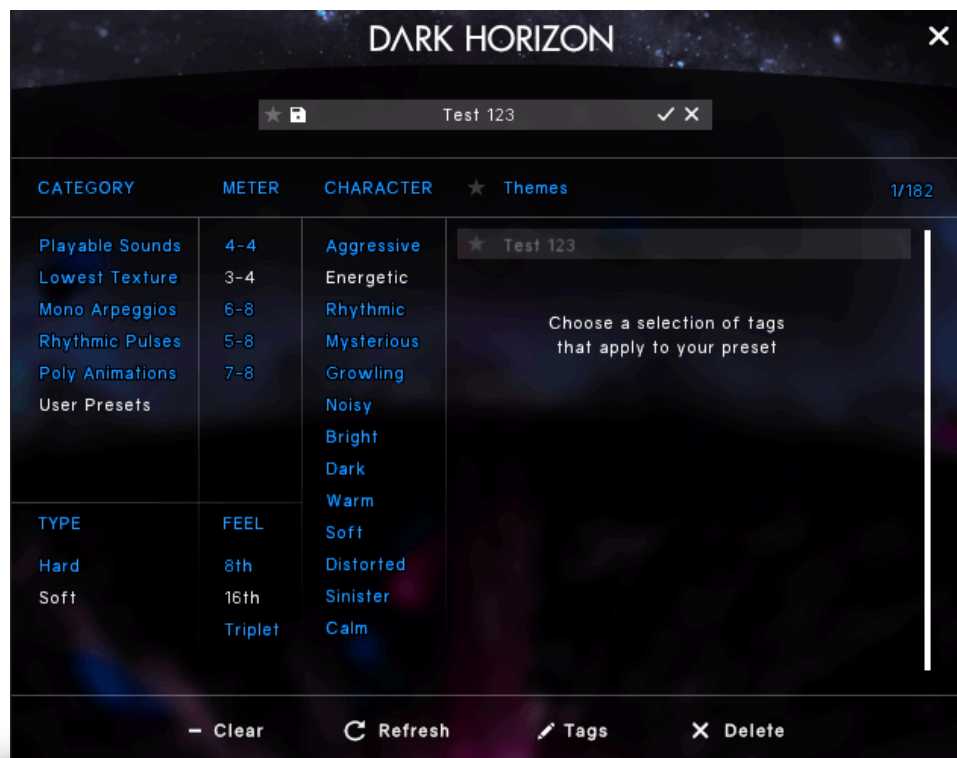 DARK HORIZON
Test 123
CATEGORY
METER
CHARACTER
Themes
1/182
Playable Sounds
Lowest Texture
Mono Arpeggios
Rhythmic Pulses
Poly Animations
User Presets
4-4
3-4
6-8
5-8
7-8
Aggressive
Energetic
Rhythmic
Mysterious
Growling
Noisy
Bright
Dark
Warm
Soft
Distorted
Sinister
Calm
Test 123
Choose a selection of tags
that apply to your preset
TYPE
Hard
Soft
FEEL
8th
16th
Triplet
Clear
Refresh
Tags
Delete